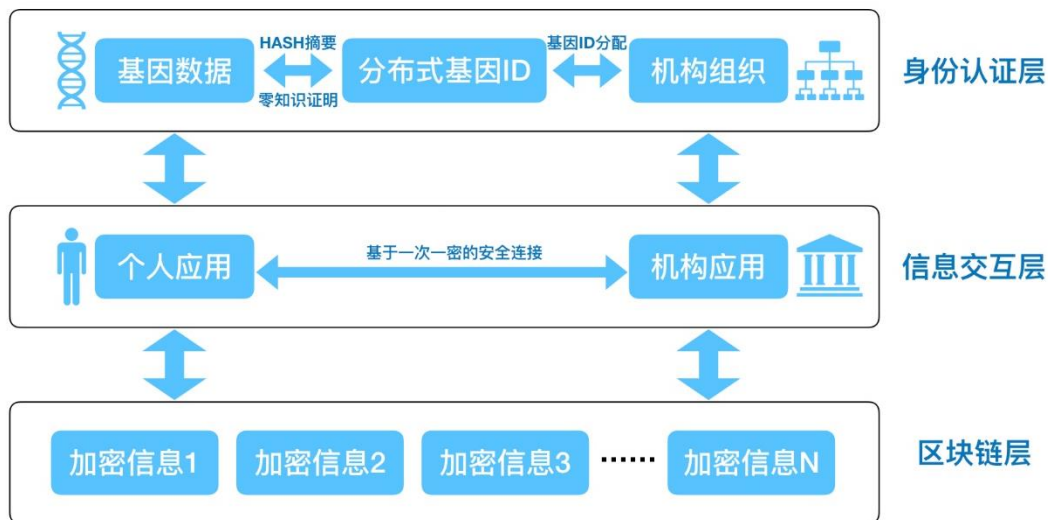 HASH摘要
基因ID分配
基因数据
分布式基因ID
机构组织
身份认证层
零知识证明
基于一次一密的安全连接
个人应用
机构应用
信息交互层
加密信息1
加密信息2
加密信息3
……
加密信息N
区块链层